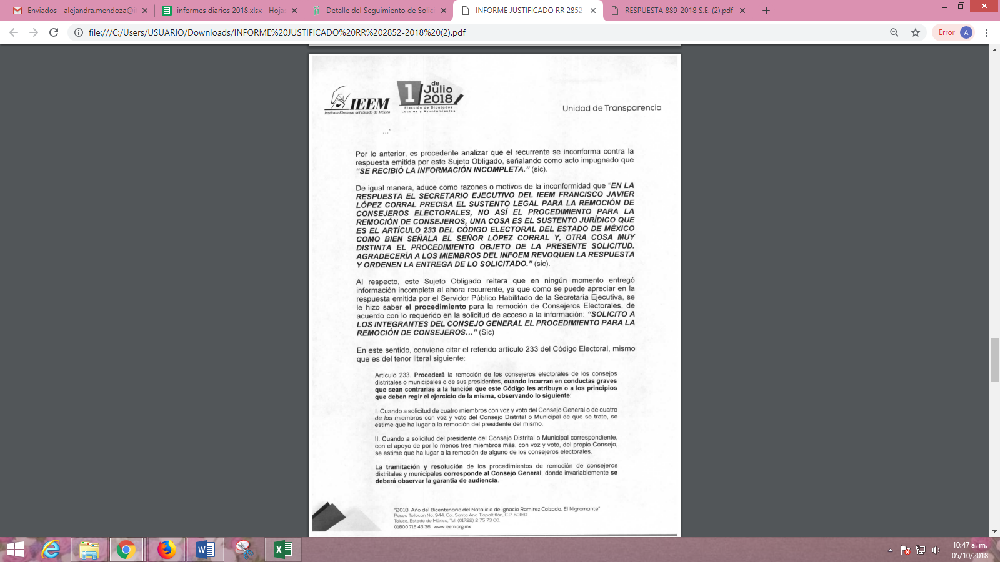 Enviados - alejandra.mendoza@i
informes diarios 2018.xlsx - Hoja
Detalle del Seguimiento de Solic
INFORME JUSTIFICADO RR 2852-
RESPUESTA 889-2018 S.E. (2).pdf
file:///C:/Users/USUARIO/Downloads/INFORME%20JUSTIFICADO%20RR%202852-2018%20(2).pdf
Error
A
IEEM
Instituto Electoral del Estado de México
1
de
Julio
2018
Elección de Diputados
Locales y Ayuntamientos
Unidad de Transparencia
..."
Por lo anterior, es procedente analizar que el recurrente se inconforma contra la
respuesta emitida por este Sujeto Obligado, señalando como acto impugnado que
“SE RECIBIÓ LA INFORMACIÓN INCOMPLETA.” (sic).
De igual manera, aduce como razones o motivos de la inconformidad que “EN LA
RESPUESTA EL SECRETARIO EJECUTIVO DEL IEEM FRANCISCO JAVIER
LÓPEZ CORRAL PRECISA EL SUSTENTO LEGAL PARA LA REMOCIÓN DE
CONSEJEROS ELECTORALES, NO ASÍ EL PROCEDIMIENTO PARA LA
REMOCIÓN DE CONSEJEROS, UNA COSA ES EL SUSTENTO JURÍDICO QUE
ES EL ARTÍCULO 233 DEL CÓDIGO ELECTORAL DEL ESTADO DE MÉXICO
COMO BIEN SEÑALA EL SEÑOR LÓPEZ CORRAL Y, OTRA COSA MUY
DISTINTA EL PROCEDIMIENTO OBJETO DE LA PRESENTE SOLICITUD.
AGRADECERÍA A LOS MIEMBROS DEL INFOEM REVOQUEN LA RESPUESTA
Y ORDENEN LA ENTREGA DE LO SOLICITADO.” (sic).
Al respecto, este Sujeto Obligado reitera que en ningún momento entregó
información incompleta al ahora recurrente, ya que como se puede apreciar en la
respuesta emitida por el Servidor Público Habilitado de la Secretaría Ejecutiva, se
le hizo saber el procedimiento para la remoción de Consejeros Electorales, de
acuerdo con lo requerido en la solicitud de acceso a la información: “SOLICITO A
LOS INTEGRANTES DEL CONSEJO GENERAL EL PROCEDIMIENTO PARA LA
REMOCIÓN DE CONSEJEROS...” (Sic)
En este sentido, conviene citar el referido artículo 233 del Código Electoral, mismo
que es del tenor literal siguiente:
Artículo 233. Procederá la remoción de los consejeros electorales de los consejos
distritales o municipales o de sus presidentes, cuando incurran en conductas graves
que sean contrarias a la función que este Código les atribuye o a los principios
que deben regir el ejercicio de la misma, observando lo siguiente:
I. Cuando a solicitud de cuatro miembros con voz y voto del Consejo General o de cuatro
de los miembros con voz y voto del Consejo Distrital o Municipal de que se trate, se
estime que ha lugar a la remoción del presidente del mismo.
II. Cuando a solicitud del presidente del Consejo Distrital o Municipal correspondiente,
con el apoyo de por lo menos tres miembros más, con voz y voto, del propio Consejo,
se estime que ha lugar a la remoción de alguno de los consejeros electorales.
La tramitación y resolución de los procedimientos de remoción de consejeros
distritales y municipales corresponde al Consejo General, donde invariablemente se
deberá observar la garantía de audiencia.
“2018. Año del Bicentenario del Natalicio de Ignacio Ramírez Calzada, El Nigromante”
Paseo Tollocan No. 944, Col. Santa Ana Tlapaltitlán, C.P. 50160
Toluca, Estado de México, Tel. (01722) 2 75 73 00.
01800 712 43 36 www.ieem.org.mx
10:47 a. m.
05/10/2018